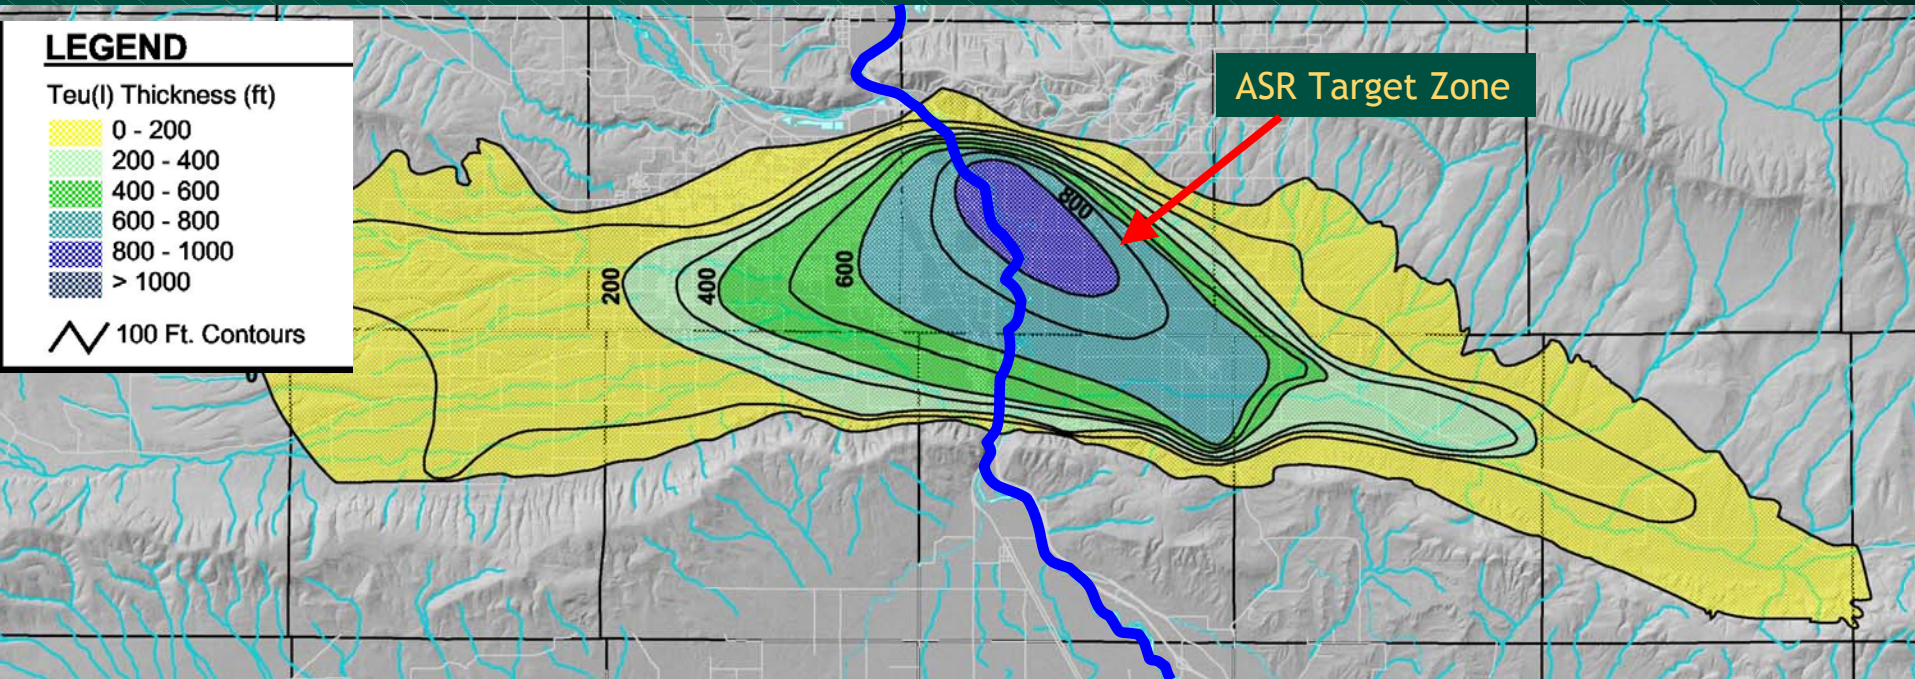 LEGEND
Teu(l) Thickness (ft)
0 - 200
200 - 400
400 - 600
600 - 800
800 - 1000
> 1000
100 Ft. Contours
ASR Target Zone
800
600
400
200
0